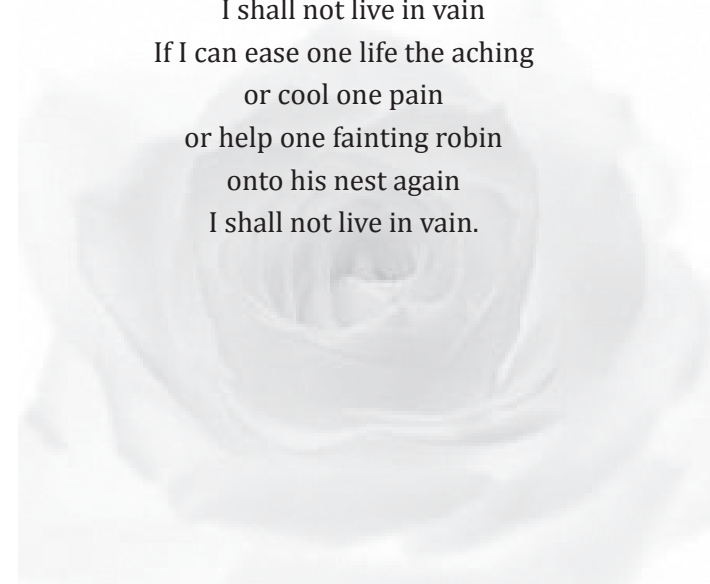 I shall not live in vain
If I can ease one life the aching
or cool one pain
or help one fainting robin
onto his nest again
I shall not live in vain.